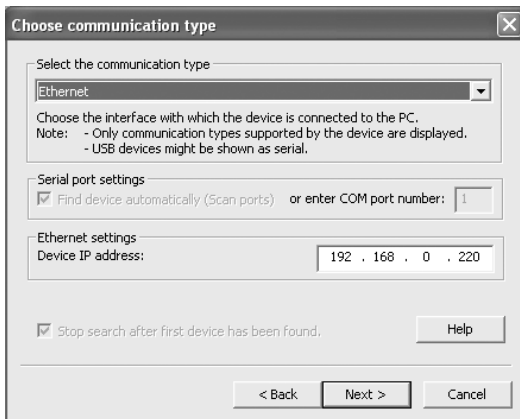 Choose communication type
Select the communication type
Ethernet
Choose the interface with which the device is connected to the PC.
Note: - Only communication types supported by the device are displayed.
- USB devices might be shown as serial.
Serial port settings
Find device automatically (Scan ports) or enter COM port number: 1
Ethernet settings
Device IP address: 192 . 168 . 0 . 220
Stop search after first device has been found. Help
< Back Next > Cancel